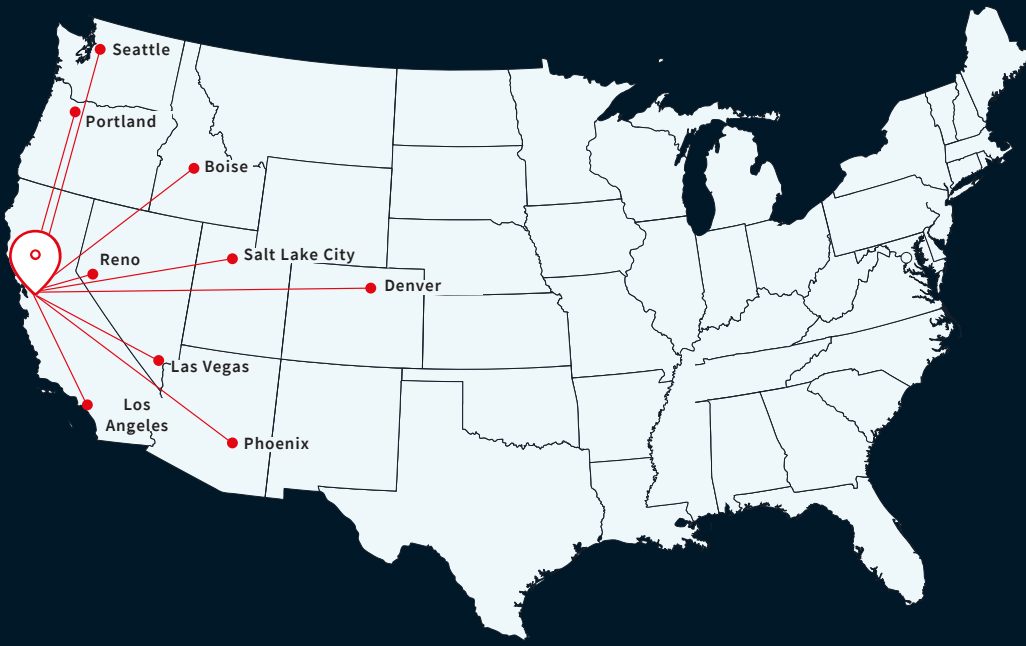 Seattle
Portland
Boise
Salt Lake City
Reno
Denver
Las Vegas
Los
Angeles
Phoenix